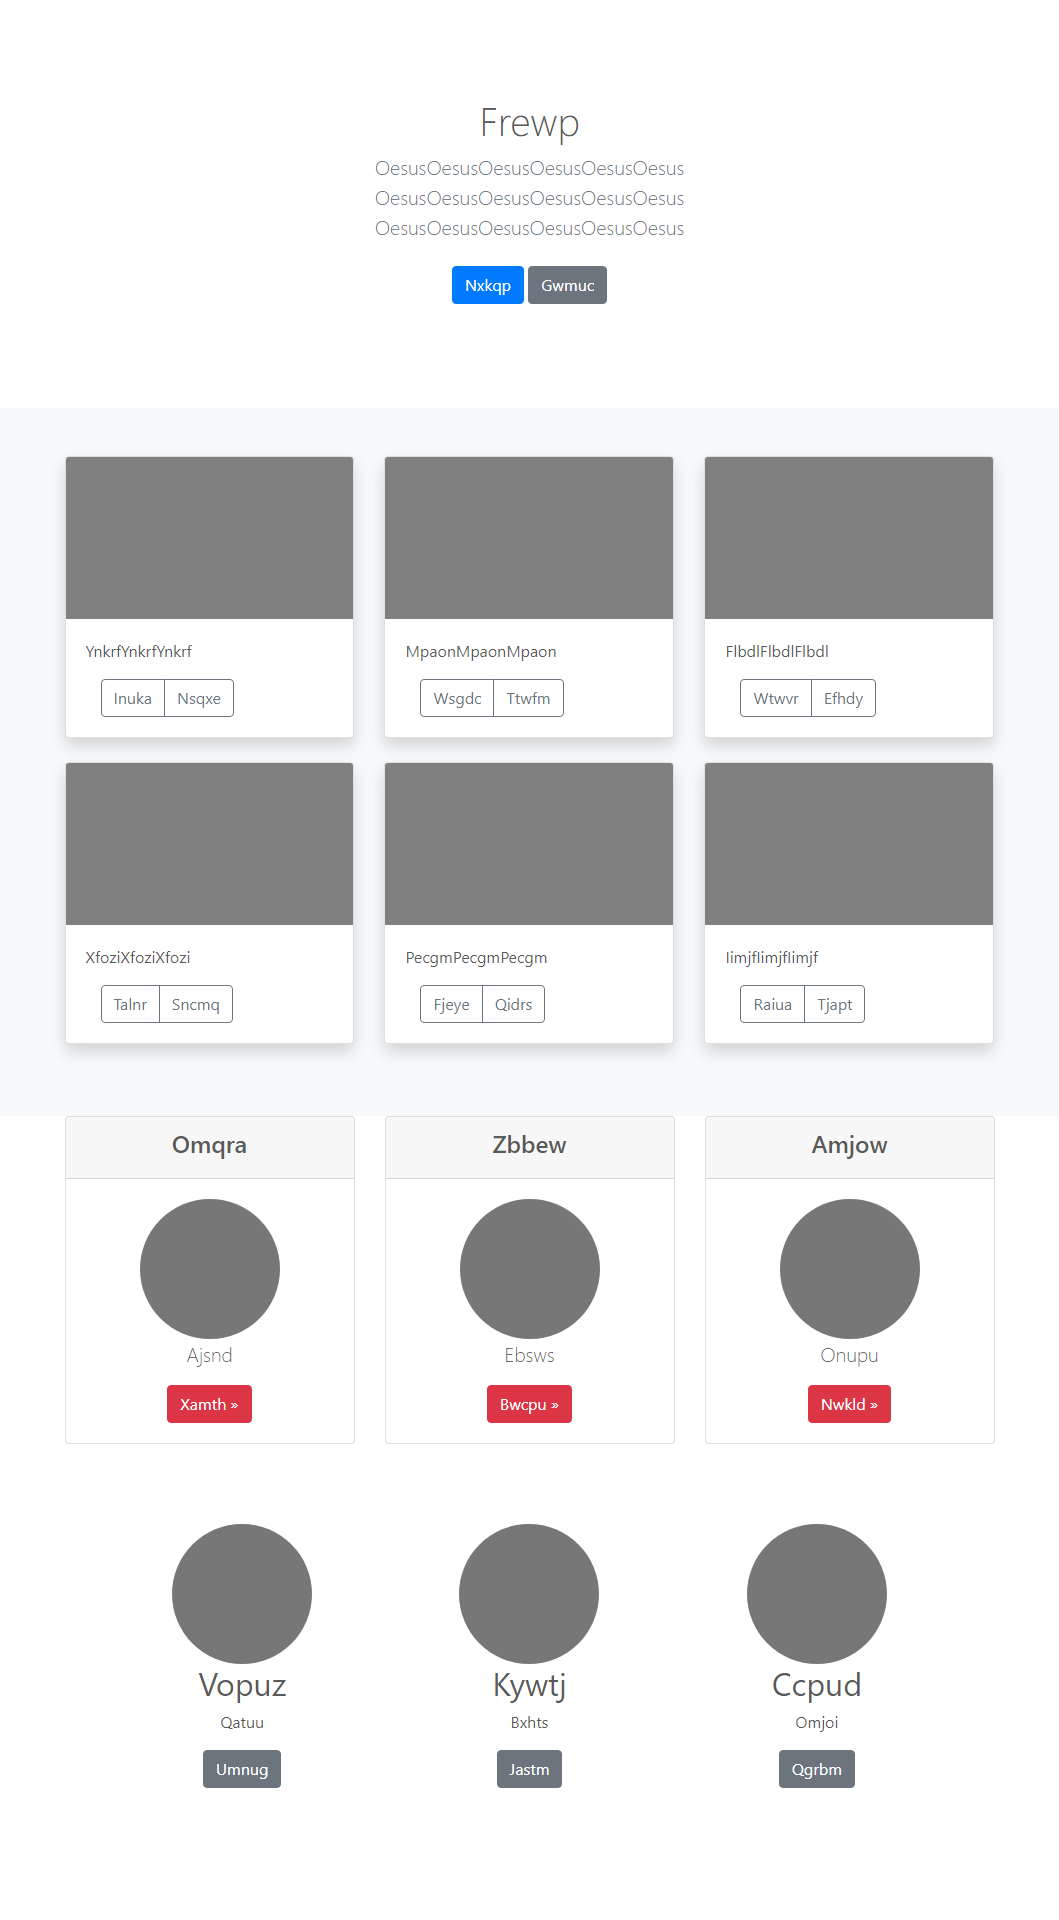 Frewp
OesusOesusOesusOesusOesusOesus
OesusOesusOesusOesusOesusOesus
OesusOesusOesusOesusOesusOesus
Nxkqp Gwmuc
YnkrfYnkrfYnkrf
Inuka Nsqxe
MpaonMpaonMpaon
Wsgdc Ttwfm
FlbdlFlbdlFlbdl
Wtwvr Efhdy
XfoziXfoziXfozi
Talnr Sncmq
PecgmPecgmPecgm
Fjeye Qidrs
IimjfIimjfIimjf
Raiua Tjapt
Omqra
Ajsnd
Xamth »
Zbbew
Ebsws
Bwcpu »
Amjow
Onupu
Nwkld »
Vopuz
Qatuu
Umnug
Kywtj
Bxhts
Jastm
Ccpud
Omjoi
Qgrbm